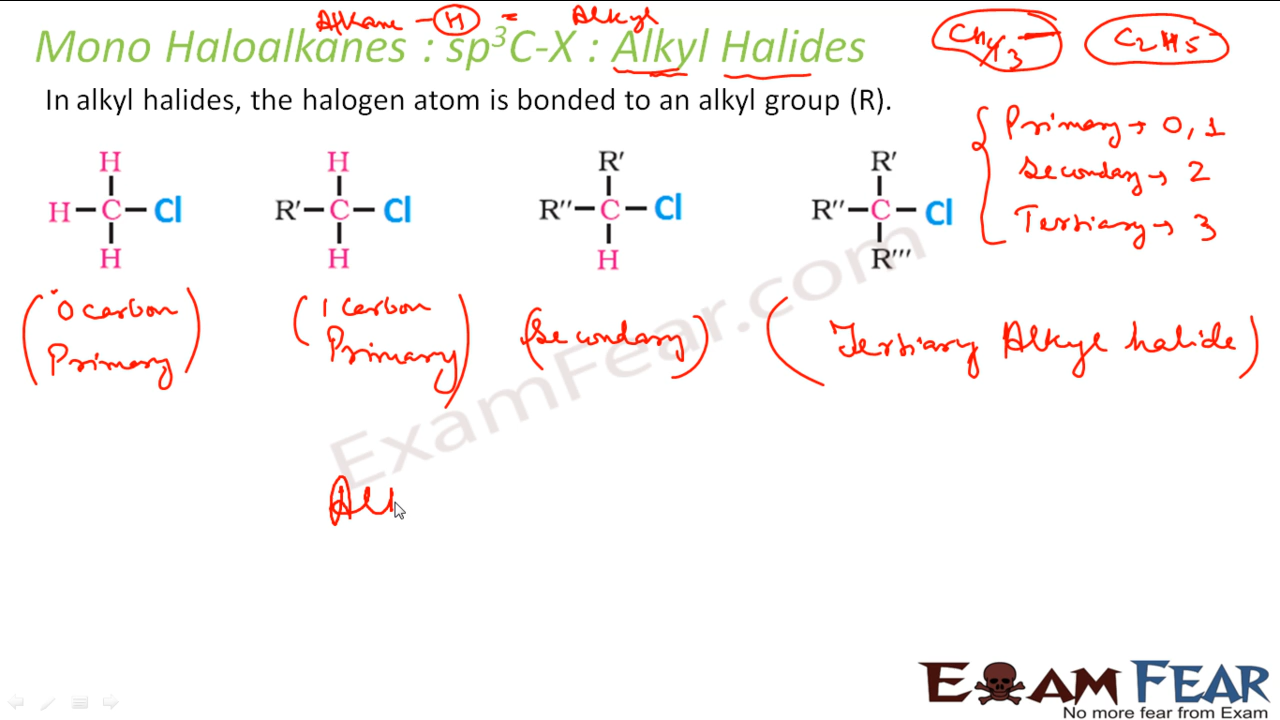 Alkane - H = Alkyl
Mono Haloalkanes : sp³C-X : Alkyl Halides
CH4 3 C2H5
In alkyl halides, the halogen atom is bonded to an alkyl group (R).
Primary → 0, 1
Secondary → 2
Tertiary → 3
H H R' R'
H-C-Cl R'-C-Cl R''-C-Cl R''-C-Cl
H H H R'''
(0 carbon
Primary)
(1 carbon
Primary)
(Secondary)
(Tertiary Alkyl halide)
ExamFear.com
EXAM FEAR
No more fear from Exam